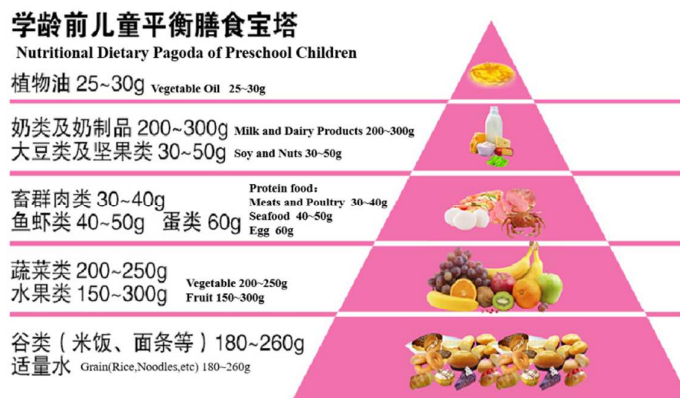 学龄前儿童平衡膳食宝塔
Nutritional Dietary Pagoda of Preschool Children
植物油 25~30g Vegetable Oil 25~30g
奶类及奶制品 200~300g Milk and Dairy Products 200~300g
大豆类及坚果类 30~50g Soy and Nuts 30~50g
畜群肉类 30~40g
鱼虾类 40~50g 蛋类 60g
Protein food:
Meats and Poultry 30~40g
Seafood 40~50g
Egg 60g
蔬菜类 200~250g
水果类 150~300g
Vegetable 200~250g
Fruit 150~300g
谷类（米饭、面条等）180~260g
适量水 Grain(Rice,Noodles,etc) 180~260g